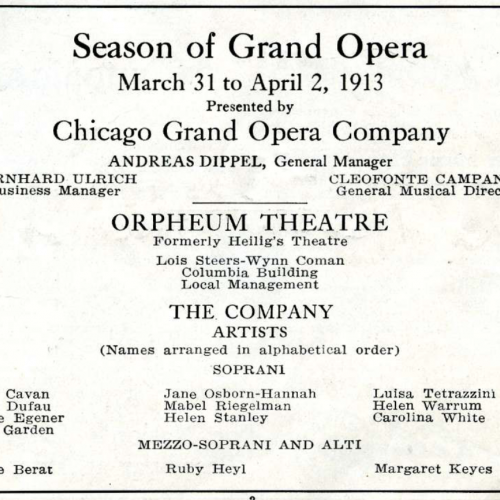 Season of Grand Opera
March 31 to April 2, 1913
Presented by
Chicago Grand Opera Company
ANDREAS DIPPEL, General Manager
RNHARD ULRICH CLEOFONTE CAMPAN
usiness Manager General Musical Direc
ORPHEUM THEATRE
Formerly Heilig's Theatre
Lois Steers-Wynn Coman
Columbia Building
Local Management
THE COMPANY
ARTISTS
(Names arranged in alphabetical order)
SOPRANI
Cavan Jane Osborn-Hannah Luisa Tetrazzini
Dufau Mabel Riegelman Helen Warrum
e Egener Helen Stanley Carolina White
Garden
MEZZO-SOPRANI AND ALTI
e Berat Ruby Heyl Margaret Keyes